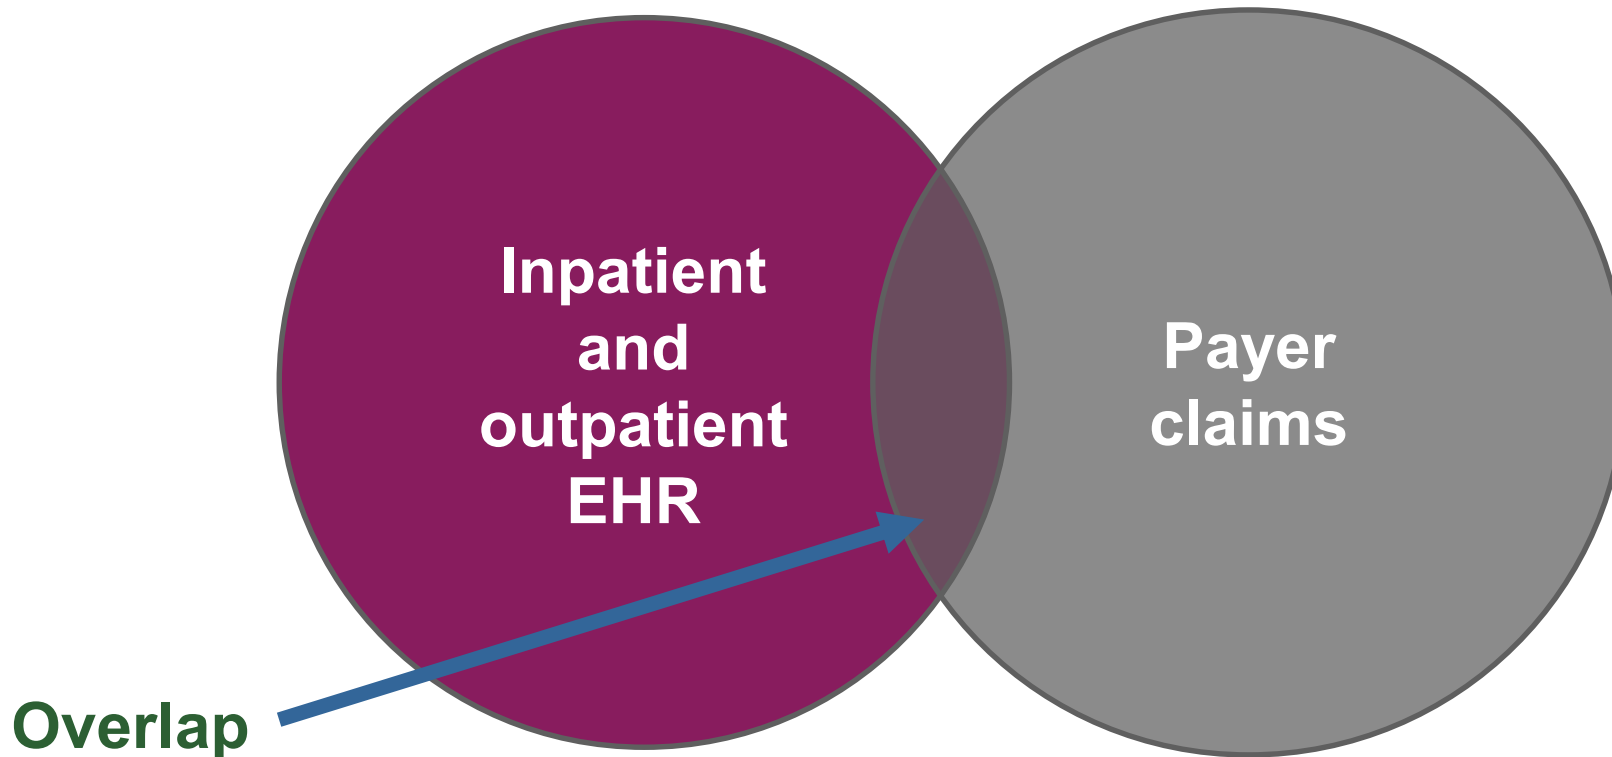 Inpatient
and
outpatient
EHR
Payer
claims
Overlap